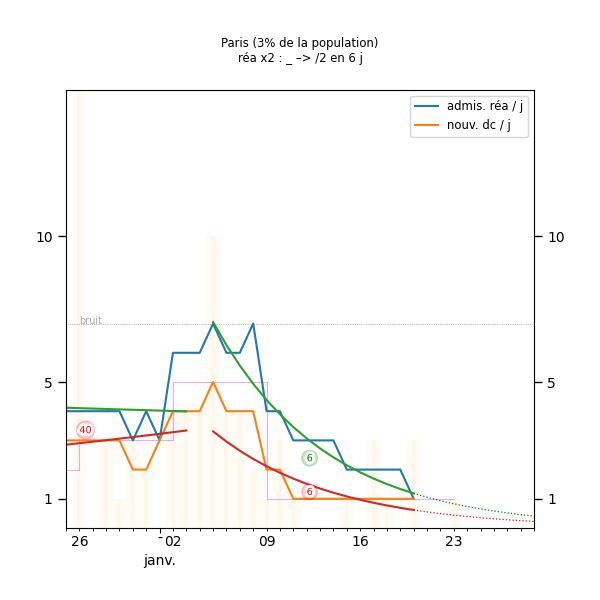 Paris (3% de la population)
réa x2 : _ –> /2 en 6 j
admis. réa / j
nouv. dc / j
10
10
bruit
5
5
40
6
6
1
1
26
02
09
16
23
janv.